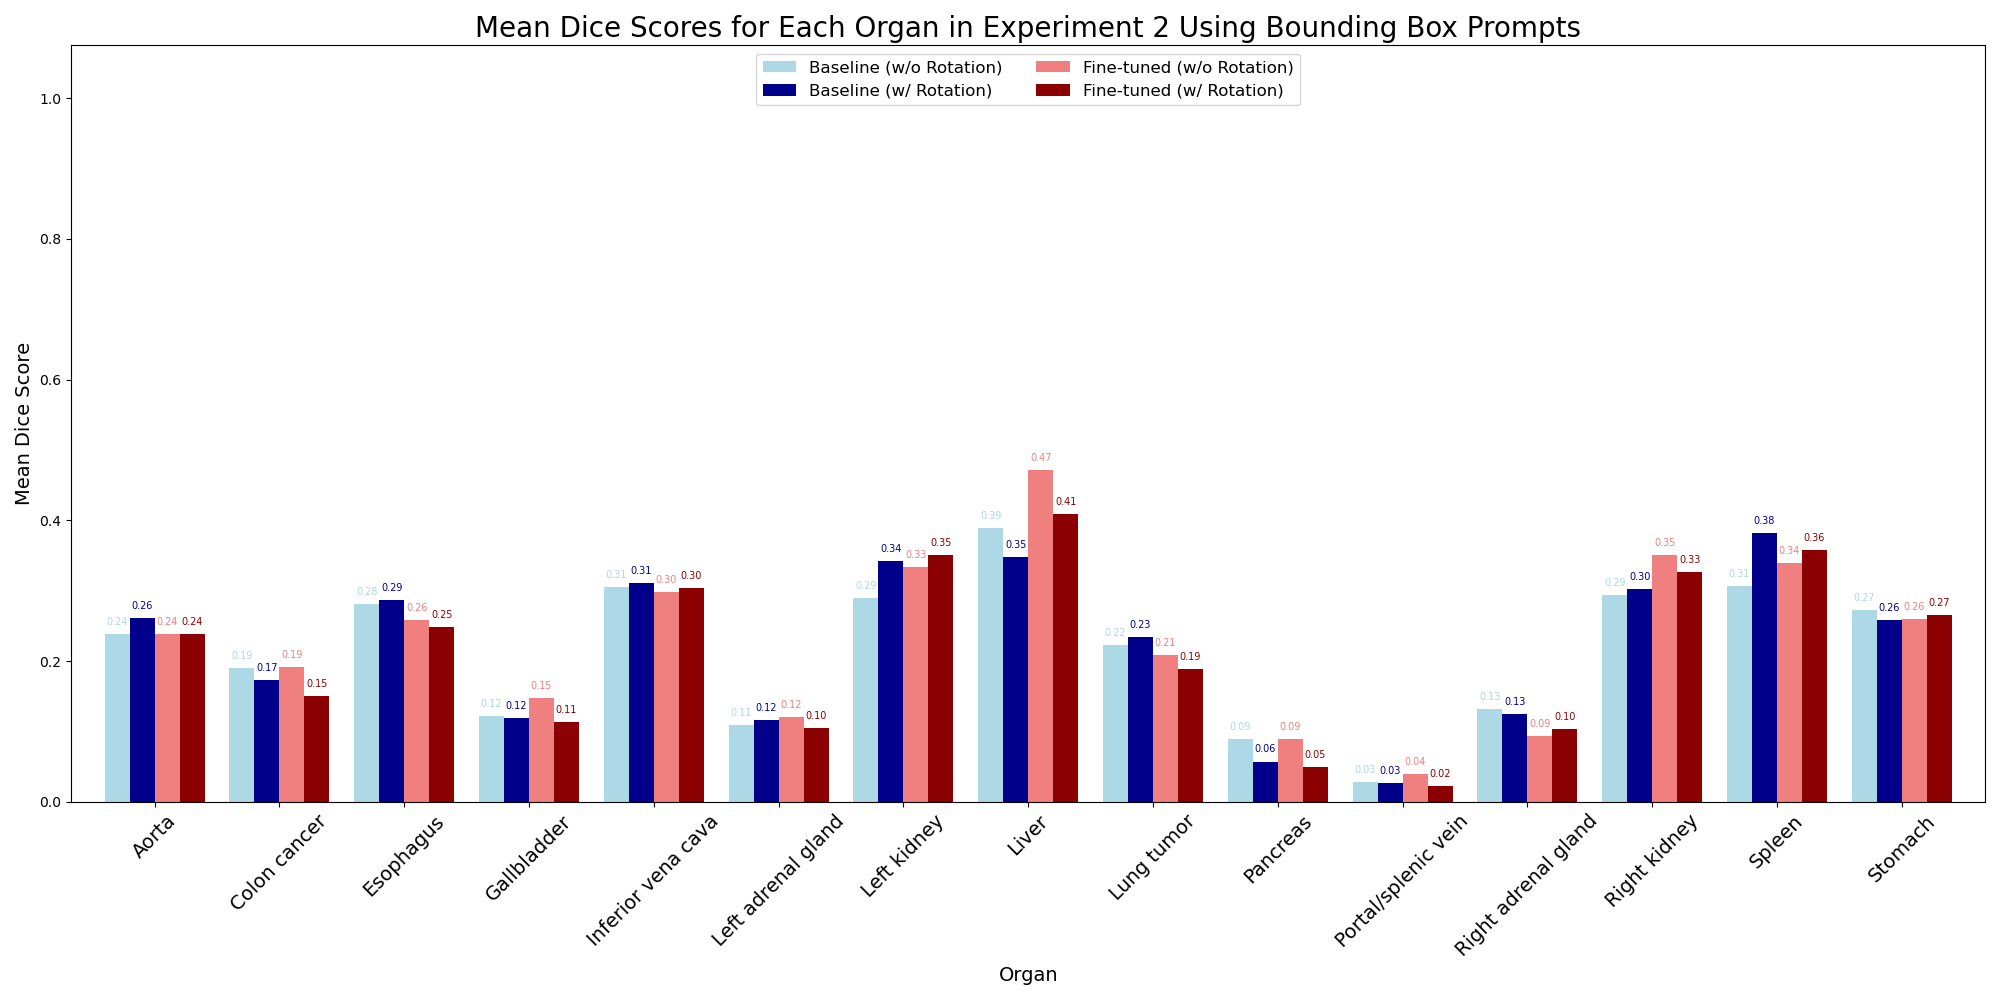 Mean Dice Scores for Each Organ in Experiment 2 Using Bounding Box Prompts
Baseline (w/o Rotation)
Baseline (w/ Rotation)
Fine-tuned (w/o Rotation)
Fine-tuned (w/ Rotation)
Mean Dice Score
1.0
0.8
0.6
0.4
0.2
0.0
0.24 0.26 0.24 0.24
0.19 0.17 0.19 0.15
0.28 0.29 0.26 0.25
0.12 0.12 0.15 0.11
0.31 0.31 0.30 0.30
0.11 0.12 0.12 0.10
0.29 0.34 0.33 0.35
0.39 0.35 0.47 0.41
0.22 0.23 0.21 0.19
0.09 0.06 0.09 0.05
0.03 0.03 0.04 0.02
0.13 0.13 0.09 0.10
0.29 0.30 0.35 0.33
0.31 0.38 0.34 0.36
0.27 0.26 0.26 0.27
Aorta
Colon cancer
Esophagus
Gallbladder
Inferior vena cava
Left adrenal gland
Left kidney
Liver
Lung tumor
Pancreas
Portal/splenic vein
Right adrenal gland
Right kidney
Spleen
Stomach
Organ